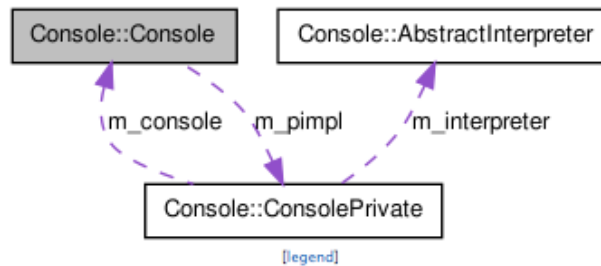 Console::Console
Console::AbstractInterpreter
m_console
m_pimpl
m_interpreter
Console::ConsolePrivate
[legend]